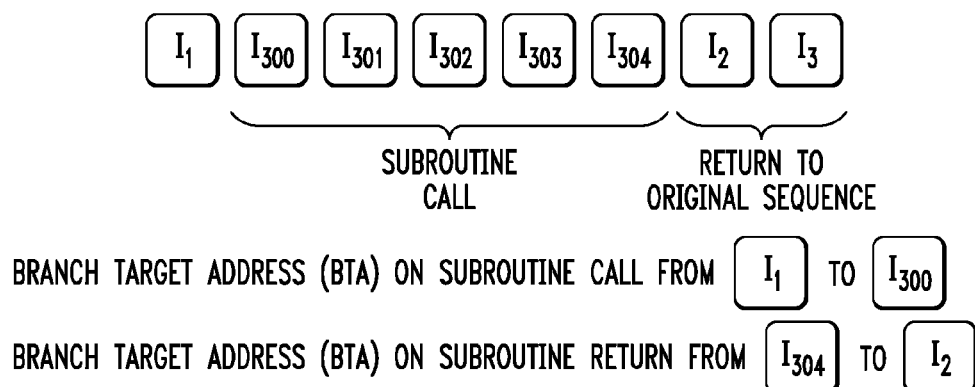 I₁ I₃₀₀ I₃₀₁ I₃₀₂ I₃₀₃ I₃₀₄ I₂ I₃
SUBROUTINE CALL
RETURN TO ORIGINAL SEQUENCE
BRANCH TARGET ADDRESS (BTA) ON SUBROUTINE CALL FROM I₁ TO I₃₀₀
BRANCH TARGET ADDRESS (BTA) ON SUBROUTINE RETURN FROM I₃₀₄ TO I₂